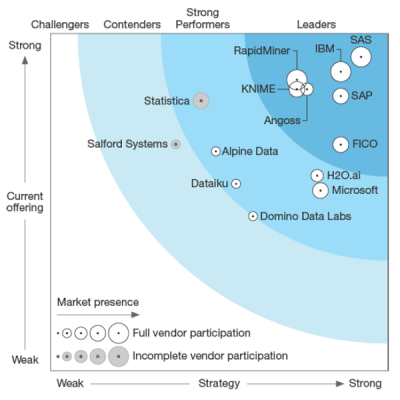 Challengers Contenders Strong Performers Leaders
Strong
SAS
RapidMiner IBM
KNIME SAP
Statistica
Angoss
Salford Systems FICO
Alpine Data
H2O.ai
Dataiku Microsoft
Current offering
Domino Data Labs
Market presence
Full vendor participation
Weak Incomplete vendor participation
Weak Strategy Strong